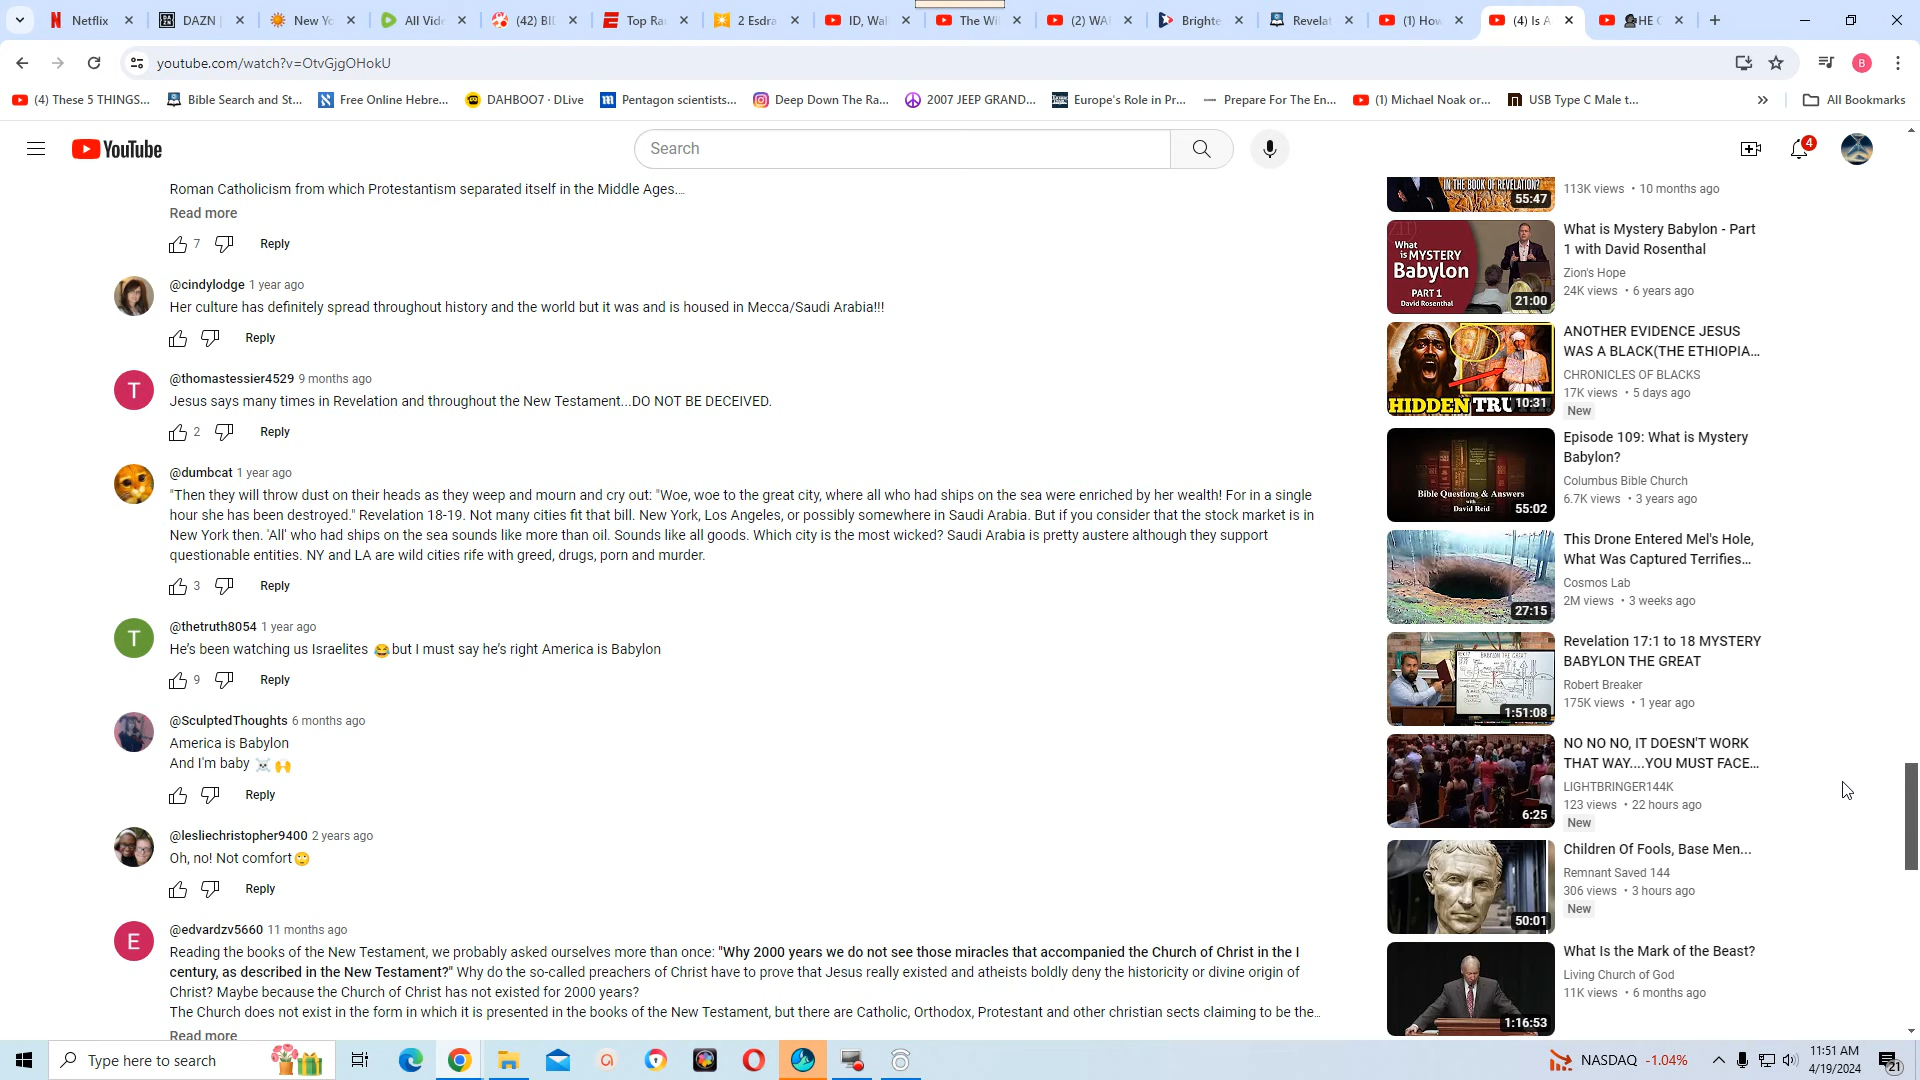 Netflix
DAZN |
New Yo
All Vide
(42) BI
Top Ra
2 Esdra
ID, Wal
The Wi
(2) WA
Brighte
Revelat
(1) How
(4) Is A
HE
youtube.com/watch?v=OtvGjgOHokU
B
(4) These 5 THINGS...
Bible Search and St...
Free Online Hebre...
DAHBOO7 · DLive
Pentagon scientists...
Deep Down The Ra...
2007 JEEP GRAND...
Europe's Role in Pr...
Prepare For The En...
(1) Michael Noak or...
USB Type C Male t...
All Bookmarks
YouTube
Search
4
Roman Catholicism from which Protestantism separated itself in the Middle Ages...
Read more
7 Reply
@cindylodge 1 year ago
Her culture has definitely spread throughout history and the world but it was and is housed in Mecca/Saudi Arabia!!!
Reply
T
@thomastessier4529 9 months ago
Jesus says many times in Revelation and throughout the New Testament...DO NOT BE DECEIVED.
2 Reply
@dumbcat 1 year ago
"Then they will throw dust on their heads as they weep and mourn and cry out: "Woe, woe to the great city, where all who had ships on the sea were enriched by her wealth! For in a single
hour she has been destroyed." Revelation 18-19. Not many cities fit that bill. New York, Los Angeles, or possibly somewhere in Saudi Arabia. But if you consider that the stock market is in
New York then. 'All' who had ships on the sea sounds like more than oil. Sounds like all goods. Which city is the most wicked? Saudi Arabia is pretty austere although they support
questionable entities. NY and LA are wild cities rife with greed, drugs, porn and murder.
3 Reply
T
@thetruth8054 1 year ago
He's been watching us Israelites 😂but I must say he's right America is Babylon
9 Reply
@SculptedThoughts 6 months ago
America is Babylon
And I'm baby ☠️🙌
Reply
@lesliechristopher9400 2 years ago
Oh, no! Not comfort🙄
Reply
E
@edvardzv5660 11 months ago
Reading the books of the New Testament, we probably asked ourselves more than once: "Why 2000 years we do not see those miracles that accompanied the Church of Christ in the I
century, as described in the New Testament?" Why do the so-called preachers of Christ have to prove that Jesus really existed and atheists boldly deny the historicity or divine origin of
Christ? Maybe because the Church of Christ has not existed for 2000 years?
The Church does not exist in the form in which it is presented in the books of the New Testament, but there are Catholic, Orthodox, Protestant and other christian sects claiming to be the...
Read more
IN THE BOOK OF REVELATION?
55:47
113K views • 10 months ago
What
is MYSTERY
Babylon
PART 1
David Rosenthal
21:00
What is Mystery Babylon - Part
1 with David Rosenthal
Zion's Hope
24K views • 6 years ago
HIDDEN TRU
10:31
ANOTHER EVIDENCE JESUS
WAS A BLACK(THE ETHIOPIA...
CHRONICLES OF BLACKS
17K views • 5 days ago
New
Bible Questions & Answers
with
David Reid
55:02
Episode 109: What is Mystery
Babylon?
Columbus Bible Church
6.7K views • 3 years ago
27:15
This Drone Entered Mel's Hole,
What Was Captured Terrifies...
Cosmos Lab
2M views • 3 weeks ago
BABYLON THE GREAT
1:51:08
Revelation 17:1 to 18 MYSTERY
BABYLON THE GREAT
Robert Breaker
175K views • 1 year ago
6:25
NO NO NO, IT DOESN'T WORK
THAT WAY....YOU MUST FACE...
LIGHTBRINGER144K
123 views • 22 hours ago
New
50:01
Children Of Fools, Base Men...
Remnant Saved 144
306 views • 3 hours ago
New
1:16:53
What Is the Mark of the Beast?
Living Church of God
11K views • 6 months ago
Type here to search
NASDAQ -1.04%
11:51 AM
4/19/2024
21